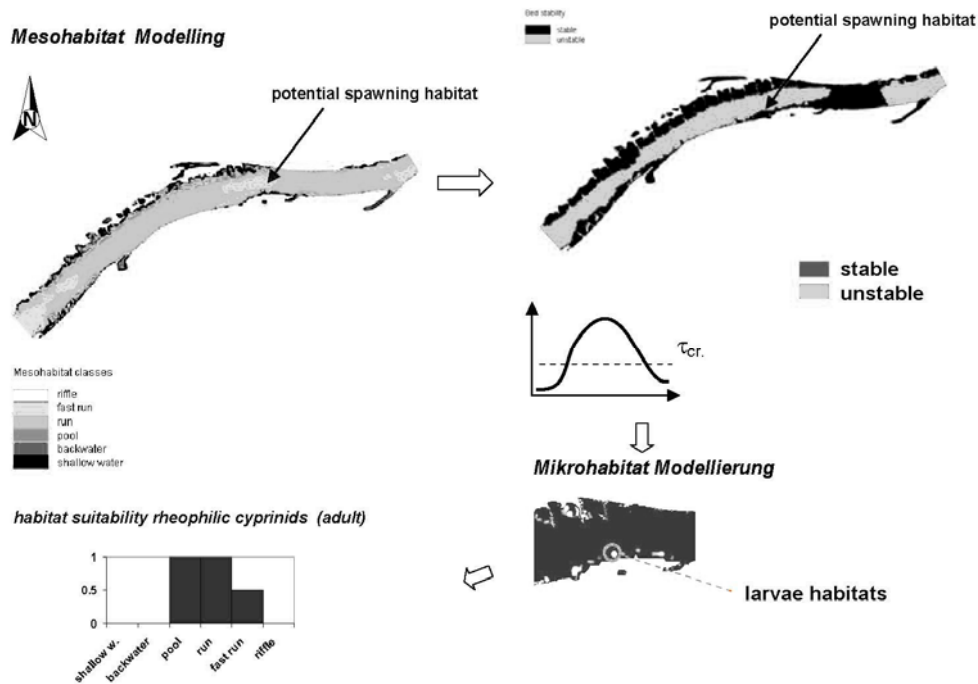 Mesohabitat Modelling
potential spawning habitat
N
Mesohabitat classes
riffle
fast run
run
pool
backwater
shallow water
Bed stability
stable
unstable
potential spawning habitat
stable
unstable
τcr.
Mikrohabitat Modellierung
larvae habitats
habitat suitability rheophilic cyprinids (adult)
1
0.5
0
shallow w.
backwater
pool
run
fast run
riffle